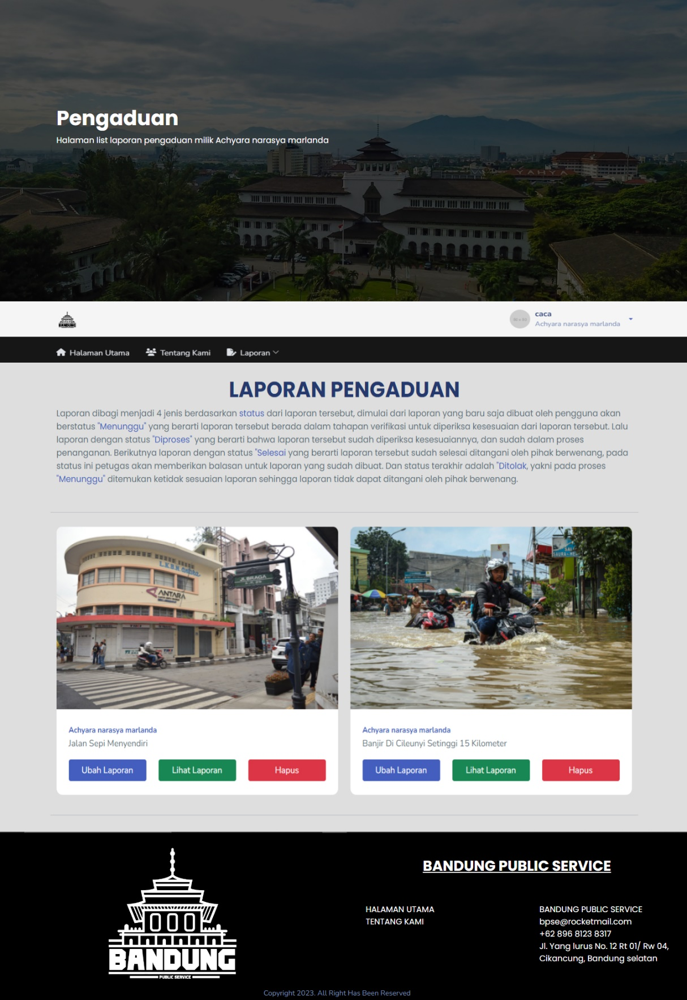 Pengaduan
Halaman list laporan pengaduan milik Achyara narasya marlanda
YAHYA
BANDUNG
caca
Achyara narasya marlanda
Halaman Utama
Tentang Kami
Laporan
LAPORAN PENGADUAN
Laporan dibagi menjadi 4 jenis berdasarkan status dari laporan tersebut, dimulai dari laporan yang baru saja dibuat oleh pengguna akan
berstatus "Menunggu" yang berarti laporan tersebut berada dalam tahapan verifikasi untuk diperiksa kesesuaian dari laporan tersebut. Lalu
laporan dengan status "Diproses" yang berarti bahwa laporan tersebut sudah diperiksa kesesuaiannya, dan sudah dalam proses
penanganan. Berikutnya laporan dengan status "Selesai yang berarti laporan tersebut sudah selesai ditangani oleh pihak berwenang, pada
status ini petugas akan memberikan balasan untuk laporan yang sudah dibuat. Dan status terakhir adalah "Ditolak, yakni pada proses
"Menunggu" ditemukan ketidak sesuaian laporan sehingga laporan tidak dapat ditangani oleh pihak berwenang.
L.K.B.N. antara
ANTARA
JL. BRAGA
Achyara narasya marlanda
Jalan Sepi Menyendiri
Ubah Laporan
Lihat Laporan
Hapus
Achyara narasya marlanda
Banjir Di Cileunyi Setinggi 15 Kilometer
Ubah Laporan
Lihat Laporan
Hapus
BANDUNG
PUBLIC SERVICE
BANDUNG PUBLIC SERVICE
HALAMAN UTAMA
TENTANG KAMI
BANDUNG PUBLIC SERVICE
bpse@rocketmail.com
+62 896 8123 8317
Jl. Yang lurus No. 12 Rt 01/ Rw 04,
Cikancung, Bandung selatan
Copyright 2023. All Right Has Been Reserved